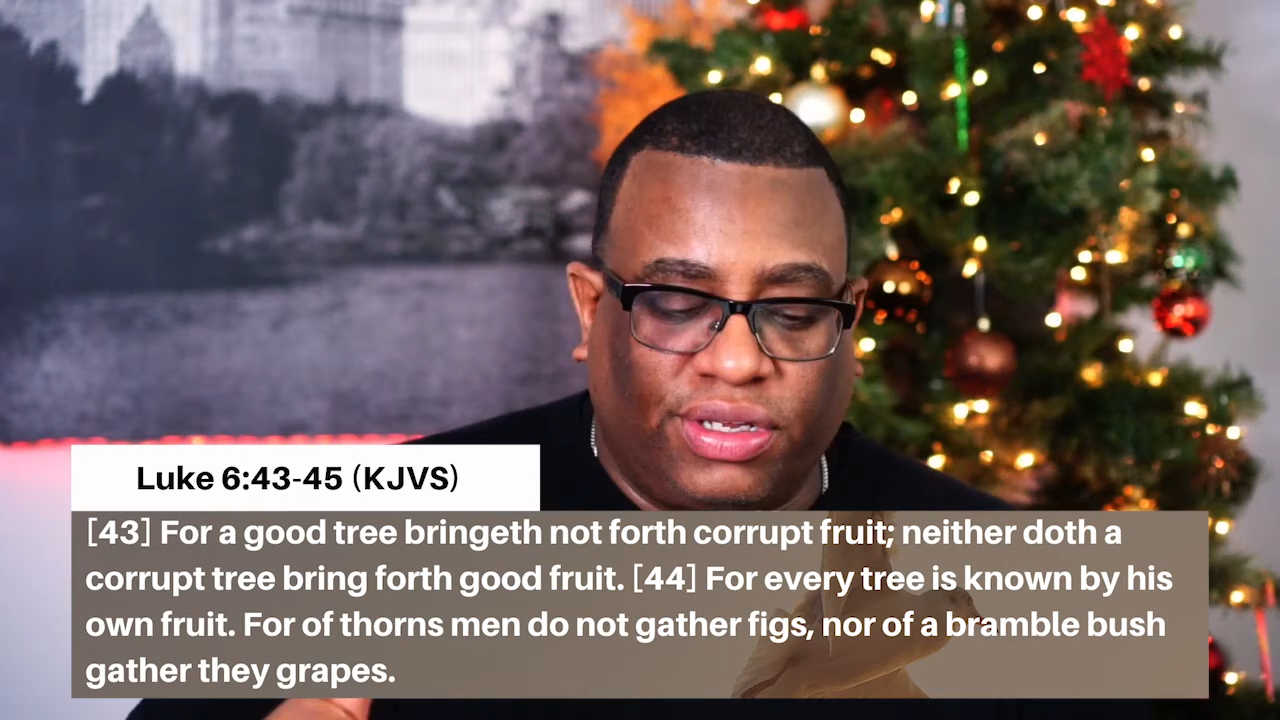 Luke 6:43-45 (KJVS)
[43] For a good tree bringeth not forth corrupt fruit; neither doth a
corrupt tree bring forth good fruit. [44] For every tree is known by his
own fruit. For of thorns men do not gather figs, nor of a bramble bush
gather they grapes.